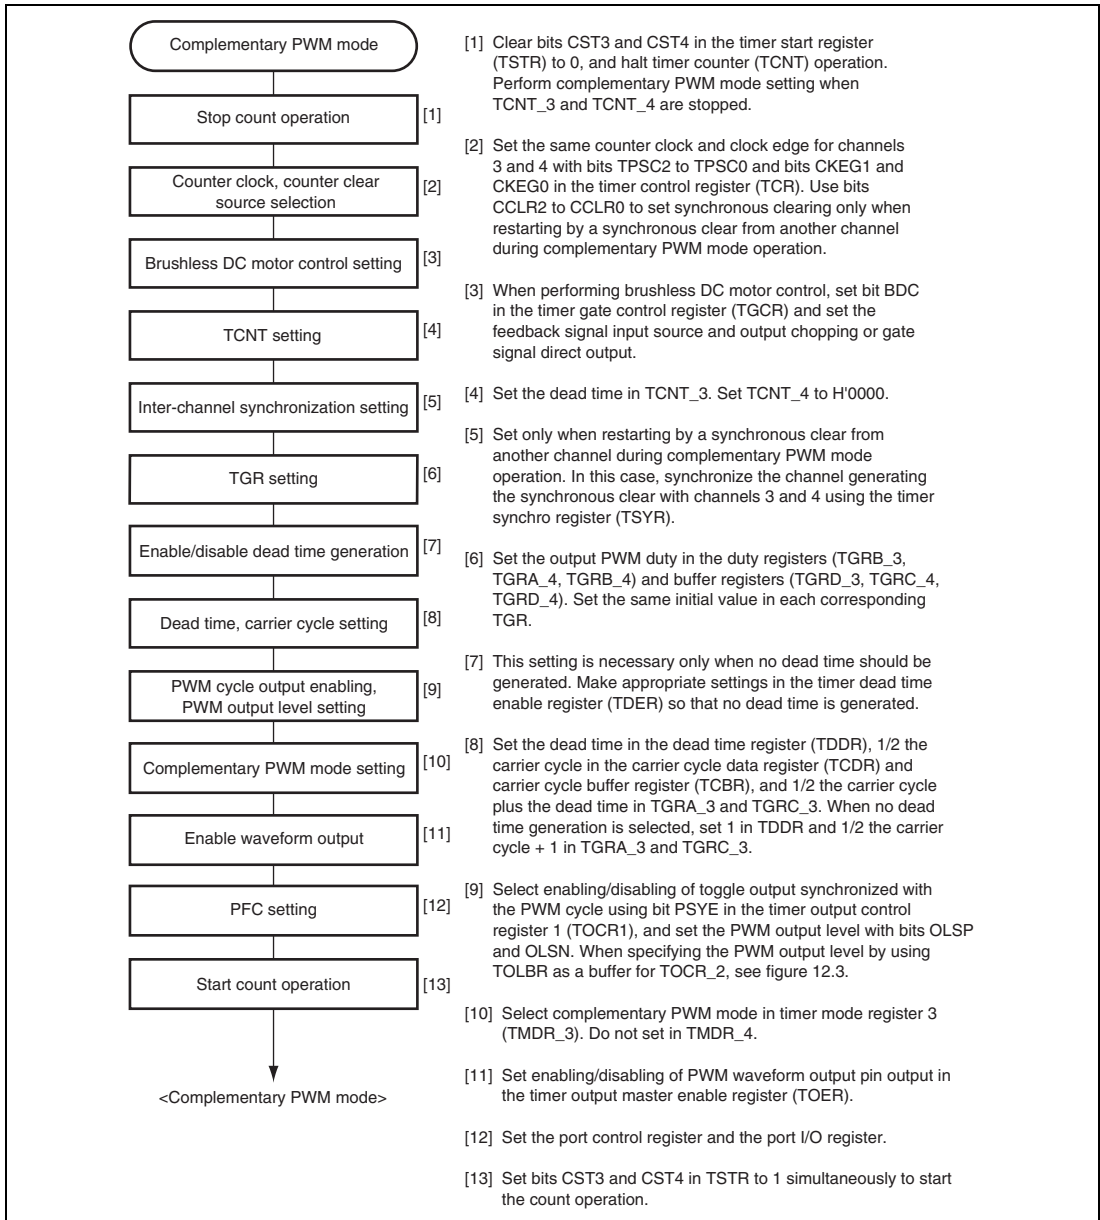 Complementary PWM mode
Stop count operation
[1]
Counter clock, counter clear
source selection
[2]
Brushless DC motor control setting
[3]
TCNT setting
[4]
Inter-channel synchronization setting
[5]
TGR setting
[6]
Enable/disable dead time generation
[7]
Dead time, carrier cycle setting
[8]
PWM cycle output enabling,
PWM output level setting
[9]
Complementary PWM mode setting
[10]
Enable waveform output
[11]
PFC setting
[12]
Start count operation
[13]
<Complementary PWM mode>
[1] Clear bits CST3 and CST4 in the timer start register
(TSTR) to 0, and halt timer counter (TCNT) operation.
Perform complementary PWM mode setting when
TCNT_3 and TCNT_4 are stopped.
[2] Set the same counter clock and clock edge for channels
3 and 4 with bits TPSC2 to TPSC0 and bits CKEG1 and
CKEG0 in the timer control register (TCR). Use bits
CCLR2 to CCLR0 to set synchronous clearing only when
restarting by a synchronous clear from another channel
during complementary PWM mode operation.
[3] When performing brushless DC motor control, set bit BDC
in the timer gate control register (TGCR) and set the
feedback signal input source and output chopping or gate
signal direct output.
[4] Set the dead time in TCNT_3. Set TCNT_4 to H'0000.
[5] Set only when restarting by a synchronous clear from
another channel during complementary PWM mode
operation. In this case, synchronize the channel generating
the synchronous clear with channels 3 and 4 using the timer
synchro register (TSYR).
[6] Set the output PWM duty in the duty registers (TGRB_3,
TGRA_4, TGRB_4) and buffer registers (TGRD_3, TGRC_4,
TGRD_4). Set the same initial value in each corresponding
TGR.
[7] This setting is necessary only when no dead time should be
generated. Make appropriate settings in the timer dead time
enable register (TDER) so that no dead time is generated.
[8] Set the dead time in the dead time register (TDDR), 1/2 the
carrier cycle in the carrier cycle data register (TCDR) and
carrier cycle buffer register (TCBR), and 1/2 the carrier cycle
plus the dead time in TGRA_3 and TGRC_3. When no dead
time generation is selected, set 1 in TDDR and 1/2 the carrier
cycle + 1 in TGRA_3 and TGRC_3.
[9] Select enabling/disabling of toggle output synchronized with
the PWM cycle using bit PSYE in the timer output control
register 1 (TOCR1), and set the PWM output level with bits OLSP
and OLSN. When specifying the PWM output level by using
TOLBR as a buffer for TOCR_2, see figure 12.3.
[10] Select complementary PWM mode in timer mode register 3
(TMDR_3). Do not set in TMDR_4.
[11] Set enabling/disabling of PWM waveform output pin output in
the timer output master enable register (TOER).
[12] Set the port control register and the port I/O register.
[13] Set bits CST3 and CST4 in TSTR to 1 simultaneously to start
the count operation.